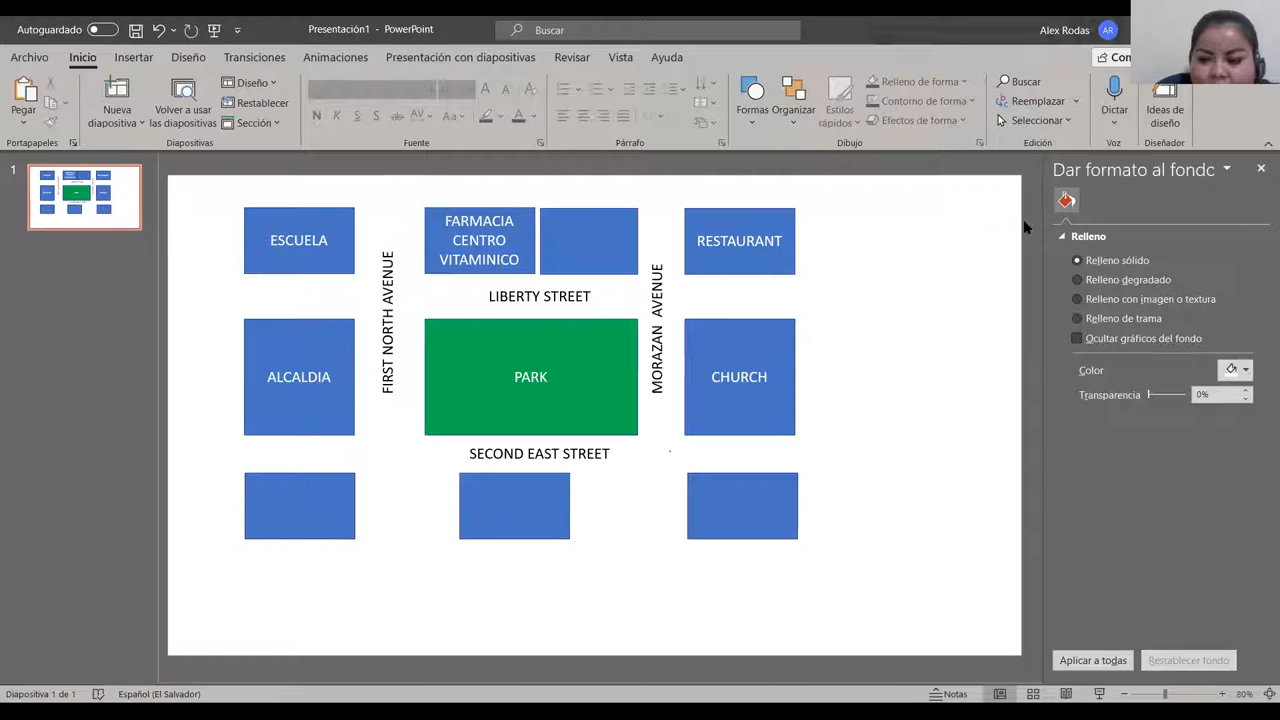 Autoguardado
Presentación1 - PowerPoint
Buscar
Alex Rodas
AR
Archivo
Inicio
Insertar
Diseño
Transiciones
Animaciones
Presentación con diapositivas
Revisar
Vista
Ayuda
Com
Pegar
Nueva diapositiva
Volver a usar las diapositivas
Diseño
Restablecer
Sección
Formas
Organizar
Estilos rápidos
Relleno de forma
Contorno de forma
Efectos de forma
Buscar
Reemplazar
Seleccionar
Dictar
Ideas de diseño
Portapapeles
Diapositivas
Fuente
Párrafo
Dibujo
Edición
Voz
Diseñador
1
ESCUELA
FARMACIA
CENTRO
VITAMINICO
RESTAURANT
FIRST NORTH AVENUE
LIBERTY STREET
MORAZAN AVENUE
ALCALDIA
PARK
CHURCH
SECOND EAST STREET
Dar formato al fondo
Relleno
Relleno sólido
Relleno degradado
Relleno con imagen o textura
Relleno de trama
Ocultar gráficos del fondo
Color
Transparencia
0%
Aplicar a todas
Restablecer fondo
Diapositiva 1 de 1
Español (El Salvador)
Notas
80%